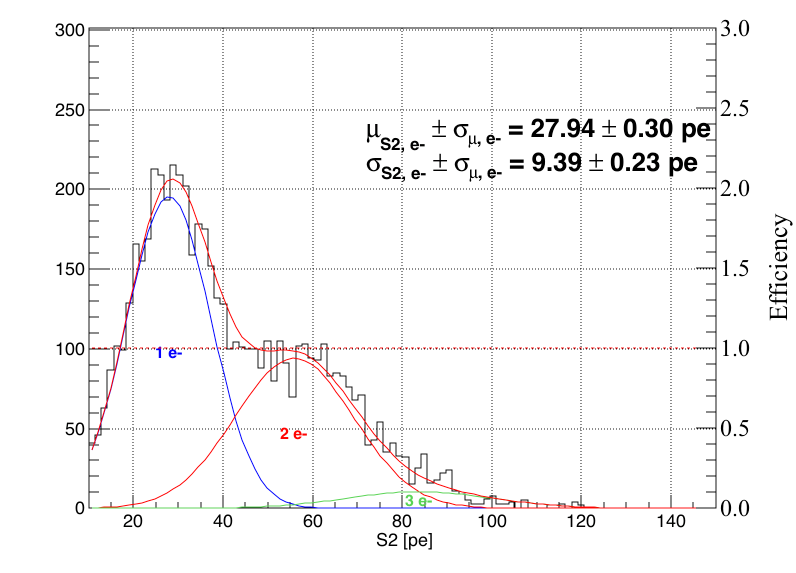 300
250
200
150
100
50
0
3.0
2.5
2.0
1.5
1.0
0.5
0.0
μS2, e- ± σμ, e- = 27.94 ± 0.30 pe
σS2, e- ± σμ, e- = 9.39 ± 0.23 pe
1 e-
2 e-
3 e-
Efficiency
20 40 60 80 100 120 140
S2 [pe]